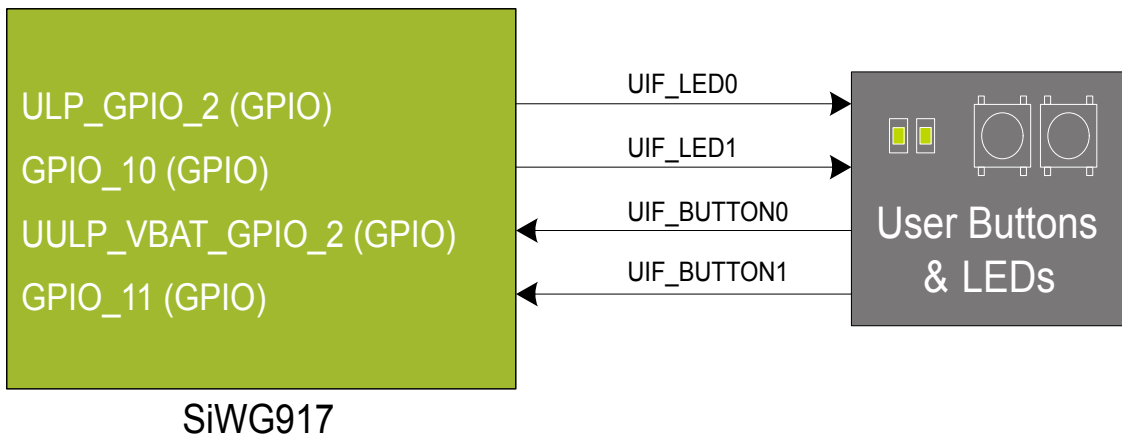 ULP_GPIO_2 (GPIO)
GPIO_10 (GPIO)
UULP_VBAT_GPIO_2 (GPIO)
GPIO_11 (GPIO)
SiWG917
UIF_LED0
UIF_LED1
UIF_BUTTON0
UIF_BUTTON1
User Buttons
& LEDs